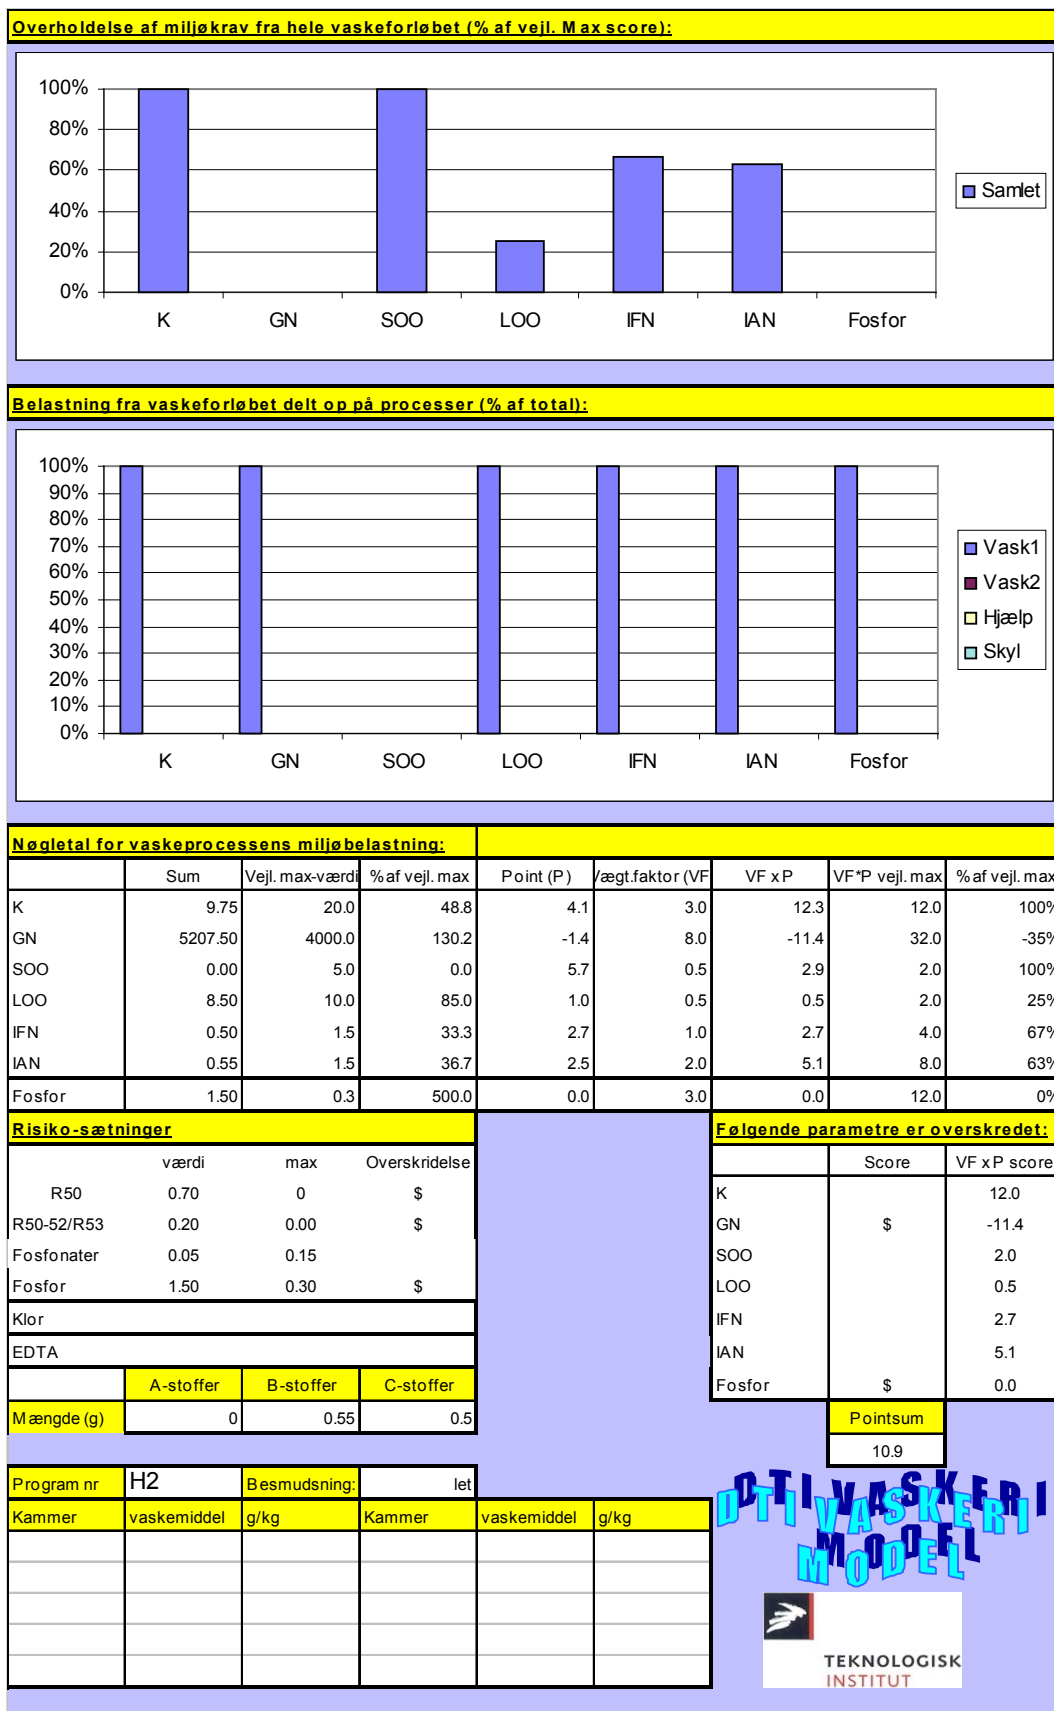 Overholdelse af miljøkrav fra hele vaskeforløbet (% af vejl. Max score):
100%
80%
60%
40%
20%
0%
K GN SOO LOO IFN IAN Fosfor
Samlet
Belastning fra vaskeforløbet delt op på processer (% af total):
100%
90%
80%
70%
60%
50%
40%
30%
20%
10%
0%
K GN SOO LOO IFN IAN Fosfor
Vask1
Vask2
Hjælp
Skyl
Nøgletal for vaskeprocessens miljøbelastning:
Sum Vejl. max-værdi % af vejl. max Point (P) Vægt.faktor (VF VF x P VF*P vejl. max % af vejl. max
K 9.75 20.0 48.8 4.1 3.0 12.3 12.0 100%
GN 5207.50 4000.0 130.2 -1.4 8.0 -11.4 32.0 -35%
SOO 0.00 5.0 0.0 5.7 0.5 2.9 2.0 100%
LOO 8.50 10.0 85.0 1.0 0.5 0.5 2.0 25%
IFN 0.50 1.5 33.3 2.7 1.0 2.7 4.0 67%
IAN 0.55 1.5 36.7 2.5 2.0 5.1 8.0 63%
Fosfor 1.50 0.3 500.0 0.0 3.0 0.0 12.0 0%
Risiko-sætninger
værdi max Overskridelse
R50 0.70 0 $
R50-52/R53 0.20 0.00 $
Fosfonater 0.05 0.15
Fosfor 1.50 0.30 $
Klor
EDTA
A-stoffer B-stoffer C-stoffer
Mængde (g) 0 0.55 0.5
Følgende parametre er overskredet:
Score VF x P score
K 12.0
GN $ -11.4
SOO 2.0
LOO 0.5
IFN 2.7
IAN 5.1
Fosfor $ 0.0
Pointsum
10.9
Program nr H2 Besmudsning: let
Kammer vaskemiddel g/kg Kammer vaskemiddel g/kg
DTI VASKERI
MODEL
TEKNOLOGISK
INSTITUT